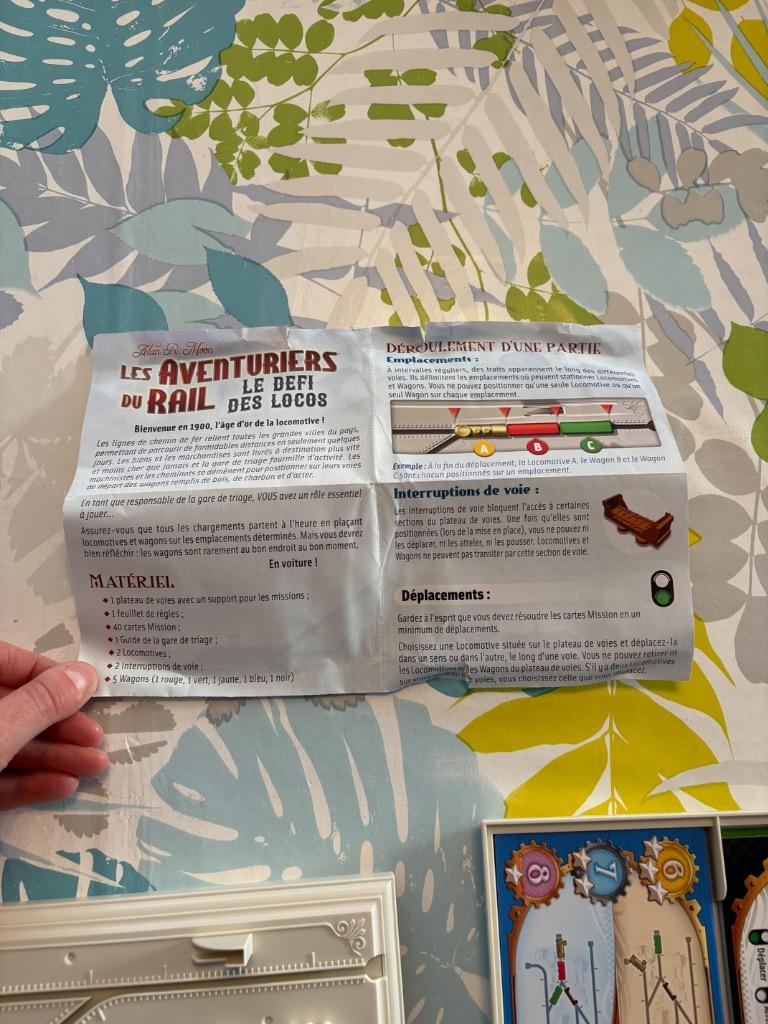 Alan R. Moon
LES AVENTURIERS
DU RAIL
LE DEFI
DES LOCOS
Bienvenue en 1900, l'âge d'or de la locomotive !
Les lignes de chemin de fer relient toutes les grandes villes du pays,
permettant de parcourir de formidables distances en seulement quelques
jours. Les biens et les marchandises sont livrés à destination plus vite
et moins cher que jamais et la gare de triage fourmille d'activité. Les
machinistes et les cheminots se démènent pour positionner sur leurs voies
de départ des wagons remplis de bois, de charbon et d'acier.
En tant que responsable de la gare de triage, VOUS avez un rôle essentiel
à jouer...
Assurez-vous que tous les chargements partent à l'heure en plaçant
locomotives et wagons sur les emplacements déterminés. Mais vous devrez
bien réfléchir : les wagons sont rarement au bon endroit au bon moment.
En voiture !
MATÉRIEL
◆ 1 plateau de voies avec un support pour les missions ;
◆ 1 feuillet de règles ;
◆ 40 cartes Mission ;
◆ 1 Guide de la gare de triage ;
◆ 2 Locomotives ;
◆ 2 Interruptions de voie ;
◆ 5 Wagons (1 rouge, 1 vert, 1 jaune, 1 bleu, 1 noir)
DÉROULEMENT D'UNE PARTIE
Emplacements :
À intervalles réguliers, des traits apparaissent le long des différentes
voies. Ils délimitent les emplacements où peuvent stationner Locomotives
et Wagons. Vous ne pouvez positionner qu'une seule Locomotive ou qu'un
seul Wagon sur chaque emplacement.
A B C
Exemple : À la fin du déplacement, la Locomotive A, le Wagon B et le Wagon
C sont chacun positionnés sur un emplacement.
Interruptions de voie :
Les Interruptions de voie bloquent l'accès à certaines
sections du plateau de voies. Une fois qu'elles sont
positionnées (lors de la mise en place), vous ne pouvez ni
les déplacer, ni les atteler, ni les pousser. Locomotives et
Wagons ne peuvent pas transiter par cette section de voie.
Déplacements :
Gardez à l'esprit que vous devez résoudre les cartes Mission en un
minimum de déplacements.
Choisissez une Locomotive située sur le plateau de voies et déplacez-la
dans un sens ou dans l'autre, le long d'une voie. Vous ne pouvez retirer ni
les Locomotives ni les Wagons du plateau de voies. S'il y a deux Locomotives
sur votre plateau de voies, vous choisissez celle que vous déplacez.
8 1 6
Déplacer